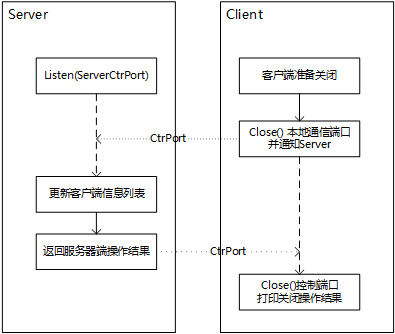 Server
Client
Listen(ServerCtrPort)
客户端准备关闭
CtrPort
Close() 本地通信端口
并通知Server
更新客户端信息列表
返回服务器端操作结果
CtrPort
Close()控制端口
打印关闭操作结果